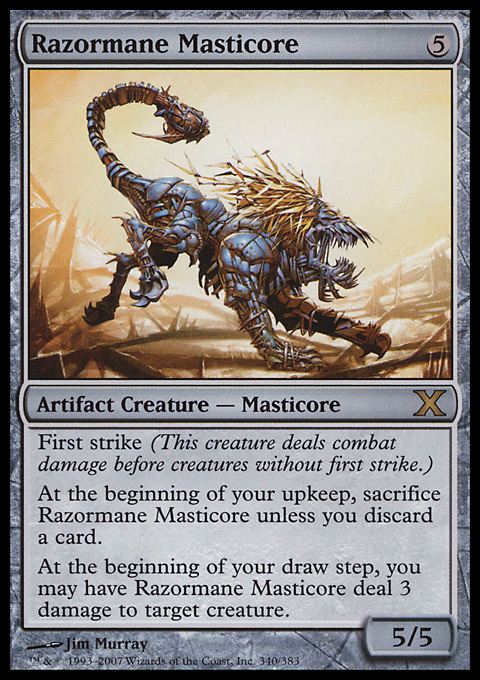 Razormane Masticore 5
Artifact Creature — Masticore X
First strike (This creature deals combat
damage before creatures without first strike.)
At the beginning of your upkeep, sacrifice
Razormane Masticore unless you discard
a card.
At the beginning of your draw step, you
may have Razormane Masticore deal 3
damage to target creature.
Jim Murray
™ & © 1993–2007 Wizards of the Coast, Inc. 340/383
5/5